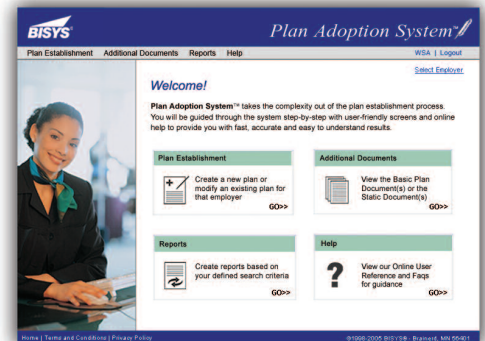 BISYS
Plan Adoption System™
Plan Establishment Additional Documents Reports Help WSA | Logout
Select Employer
Welcome!
Plan Adoption System™ takes the complexity out of the plan establishment process.
You will be guided through the system step-by-step with user-friendly screens and online
help to provide you with fast, accurate and easy to understand results.
Plan Establishment
Create a new plan or
modify an existing plan for
that employer
GO>>
Additional Documents
View the Basic Plan
Document(s) or the
Static Document(s)
GO>>
Reports
Create reports based on
your defined search criteria
GO>>
Help
?
View our Online User
Reference and Faqs
for guidance
GO>>
Home | Terms and Conditions | Privacy Policy ©1998-2005 BISYS® - Brainerd, MN 56401